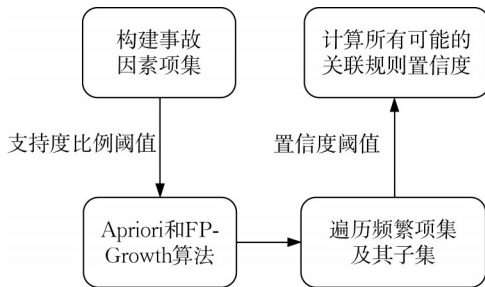 构建事故
因素项集
计算所有可能的
关联规则置信度
支持度比例阈值
置信度阈值
Apriori和FP-
Growth算法
遍历频繁项集
及其子集